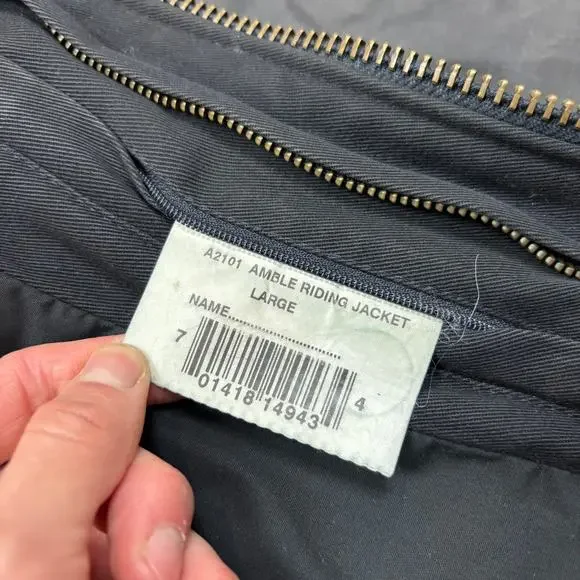 A2101 AMBLE RIDING JACKET
LARGE
NAME..............................
7 01418 14943 4